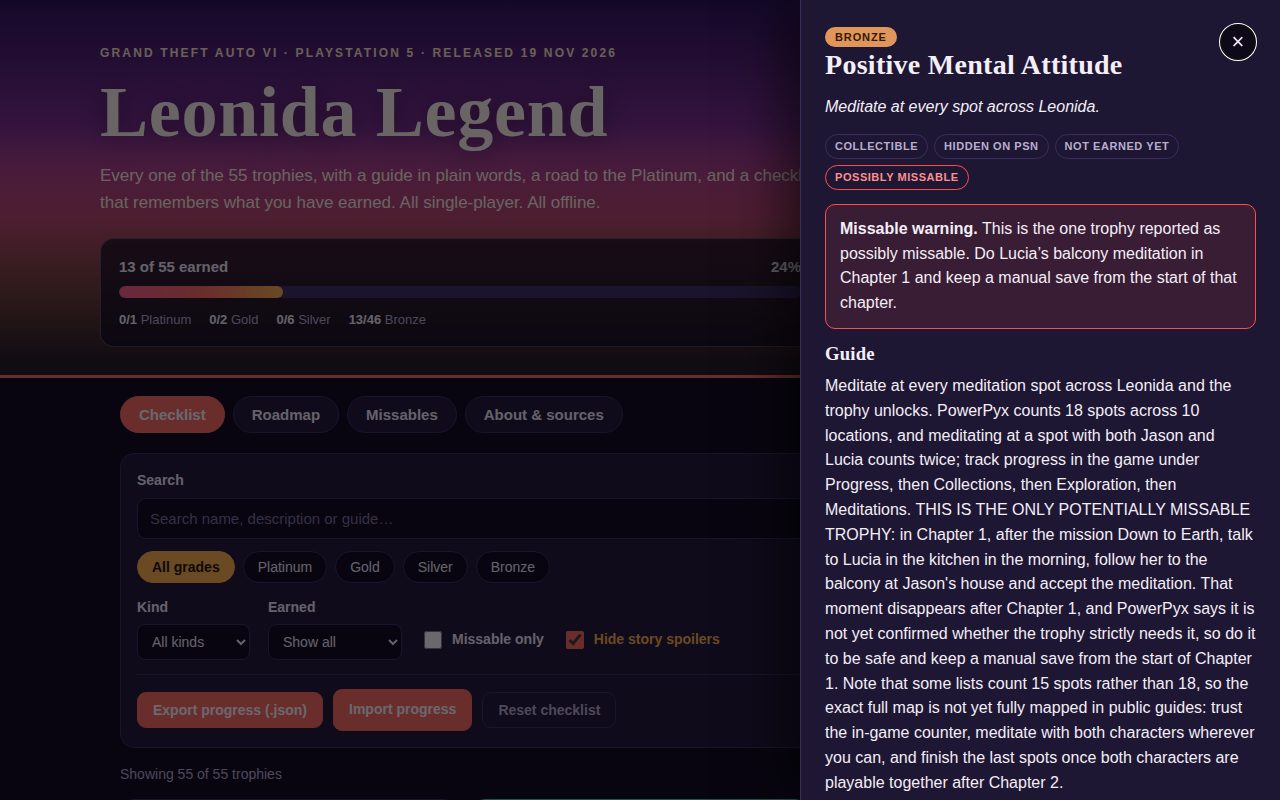 GRAND THEFT AUTO VI · PLAYSTATION 5 · RELEASED 19 NOV 2026
Leonida Legend
Every one of the 55 trophies, with a guide in plain words, a road to the Platinum, and a checkl
that remembers what you have earned. All single-player. All offline.
13 of 55 earned
24%
0/1 Platinum 0/2 Gold 0/6 Silver 13/46 Bronze
Checklist Roadmap Missables About & sources
Search
Search name, description or guide…
All grades Platinum Gold Silver Bronze
Kind Earned
All kinds Show all Missable only Hide story spoilers
Export progress (.json) Import progress Reset checklist
Showing 55 of 55 trophies
BRONZE
×
Positive Mental Attitude
Meditate at every spot across Leonida.
COLLECTIBLE HIDDEN ON PSN NOT EARNED YET
POSSIBLY MISSABLE
Missable warning. This is the one trophy reported as
possibly missable. Do Lucia’s balcony meditation in
Chapter 1 and keep a manual save from the start of that
chapter.
Guide
Meditate at every meditation spot across Leonida and the
trophy unlocks. PowerPyx counts 18 spots across 10
locations, and meditating at a spot with both Jason and
Lucia counts twice; track progress in the game under
Progress, then Collections, then Exploration, then
Meditations. THIS IS THE ONLY POTENTIALLY MISSABLE
TROPHY: in Chapter 1, after the mission Down to Earth, talk
to Lucia in the kitchen in the morning, follow her to the
balcony at Jason's house and accept the meditation. That
moment disappears after Chapter 1, and PowerPyx says it is
not yet confirmed whether the trophy strictly needs it, so do it
to be safe and keep a manual save from the start of Chapter
1. Note that some lists count 15 spots rather than 18, so the
exact full map is not yet fully mapped in public guides: trust
the in-game counter, meditate with both characters wherever
you can, and finish the last spots once both characters are
playable together after Chapter 2.